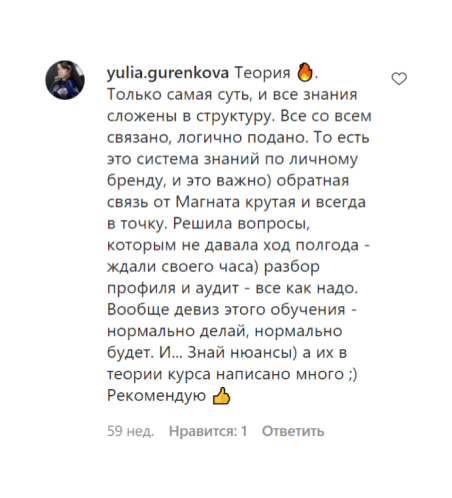 yulia.gurenkova Теория 🔥.
Только самая суть, и все знания
сложены в структуру. Все со всем
связано, логично подано. То есть
это система знаний по личному
бренду, и это важно) обратная
связь от Магната крутая и всегда
в точку. Решила вопросы,
которым не давала ход полгода -
ждали своего часа) разбор
профиля и аудит - все как надо.
Вообще девиз этого обучения -
нормально делай, нормально
будет. И... Знай нюансы) а их в
теории курса написано много ;)
Рекомендую 👍
59 нед. Нравится: 1 Ответить